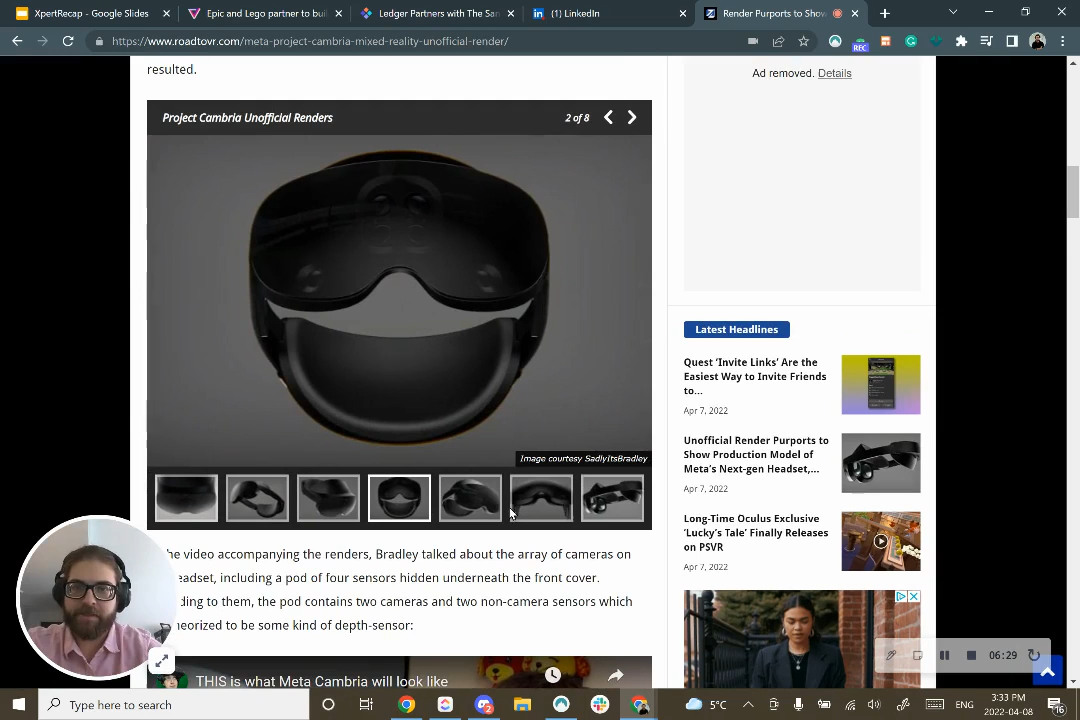 XpertRecap - Google Slides
Epic and Lego partner to bui
Ledger Partners with The San
(1) LinkedIn
Render Purports to Show
https://www.roadtovr.com/meta-project-cambria-mixed-reality-unofficial-render/
REC
resulted.
Project Cambria Unofficial Renders
2 of 8
Image courtesy SadlyItsBradley
he video accompanying the renders, Bradley talked about the array of cameras on
eadset, including a pod of four sensors hidden underneath the front cover.
ding to them, the pod contains two cameras and two non-camera sensors which
heorized to be some kind of depth-sensor:
THIS is what Meta Cambria will look like
Ad removed. Details
Latest Headlines
Quest ‘Invite Links’ Are the
Easiest Way to Invite Friends
to...
Apr 7, 2022
Unofficial Render Purports to
Show Production Model of
Meta’s Next-gen Headset,...
Apr 7, 2022
Long-Time Oculus Exclusive
‘Lucky’s Tale’ Finally Releases
on PSVR
Apr 7, 2022
06:29
Type here to search
5°C
ENG
3:33 PM
2022-04-08
16